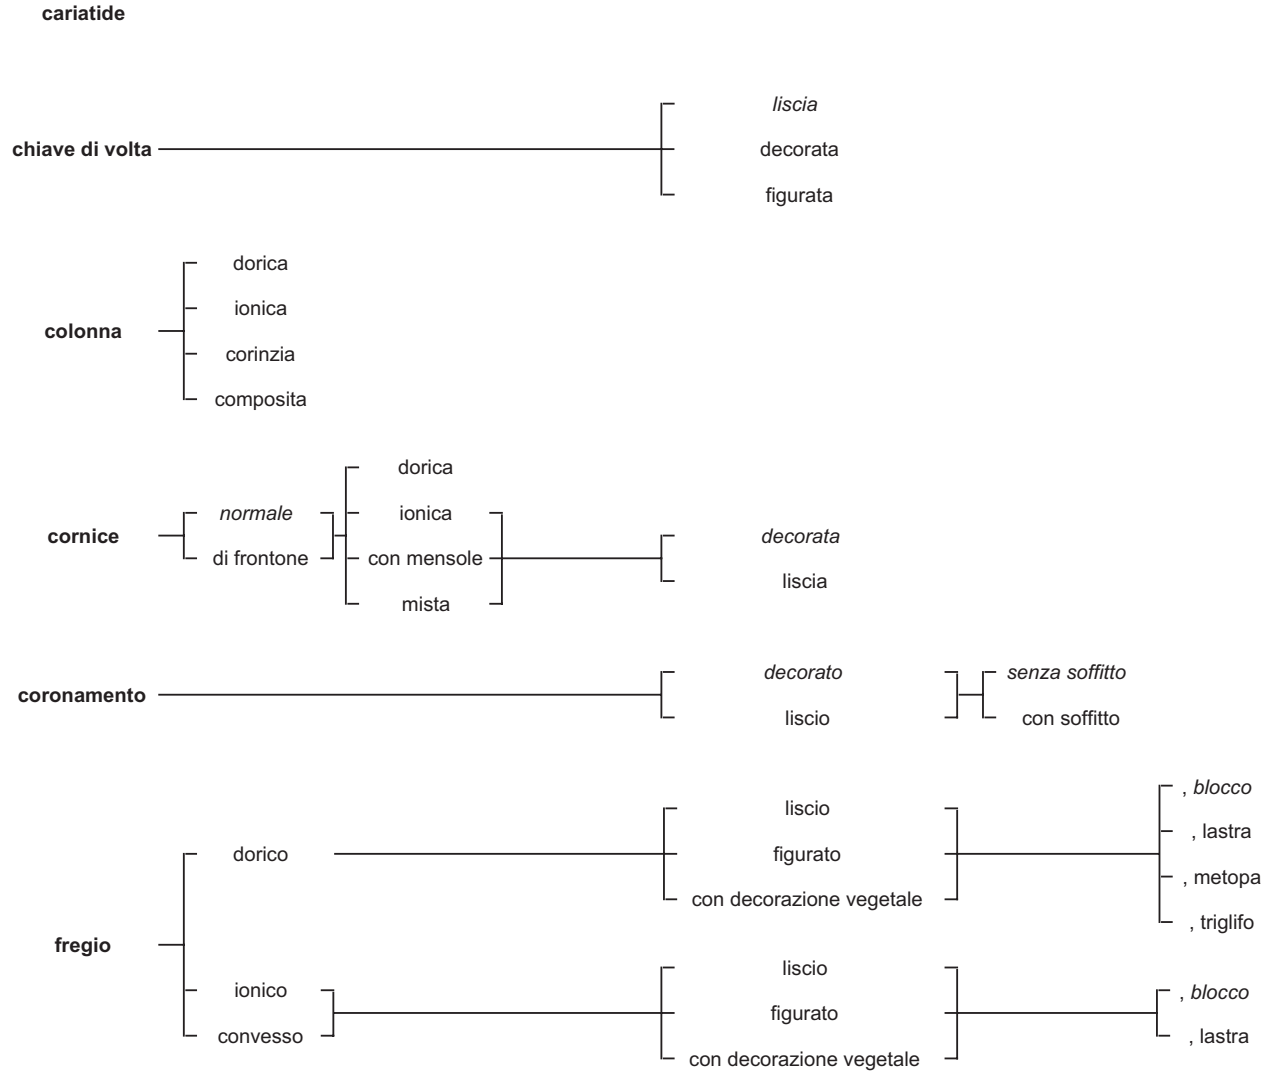 cariatide
liscia
chiave di volta decorata
figurata
dorica
ionica
colonna
corinzia
composita
dorica
normale ionica
cornice decorata
di frontone con mensole
liscia
mista
decorato senza soffitto
coronamento
liscio con soffitto
, blocco
liscio
, lastra
dorico figurato
, metopa
con decorazione vegetale
, triglifo
fregio
liscio
ionico , blocco
figurato
convesso , lastra
con decorazione vegetale